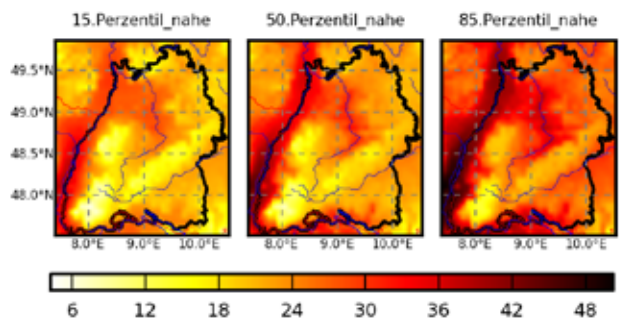 15.Perzentil_nahe 50.Perzentil_nahe 85.Perzentil_nahe
49.5°N
49.0°N
48.5°N
48.0°N
8.0°E 9.0°E 10.0°E 8.0°E 9.0°E 10.0°E 8.0°E 9.0°E 10.0°E
6 12 18 24 30 36 42 48